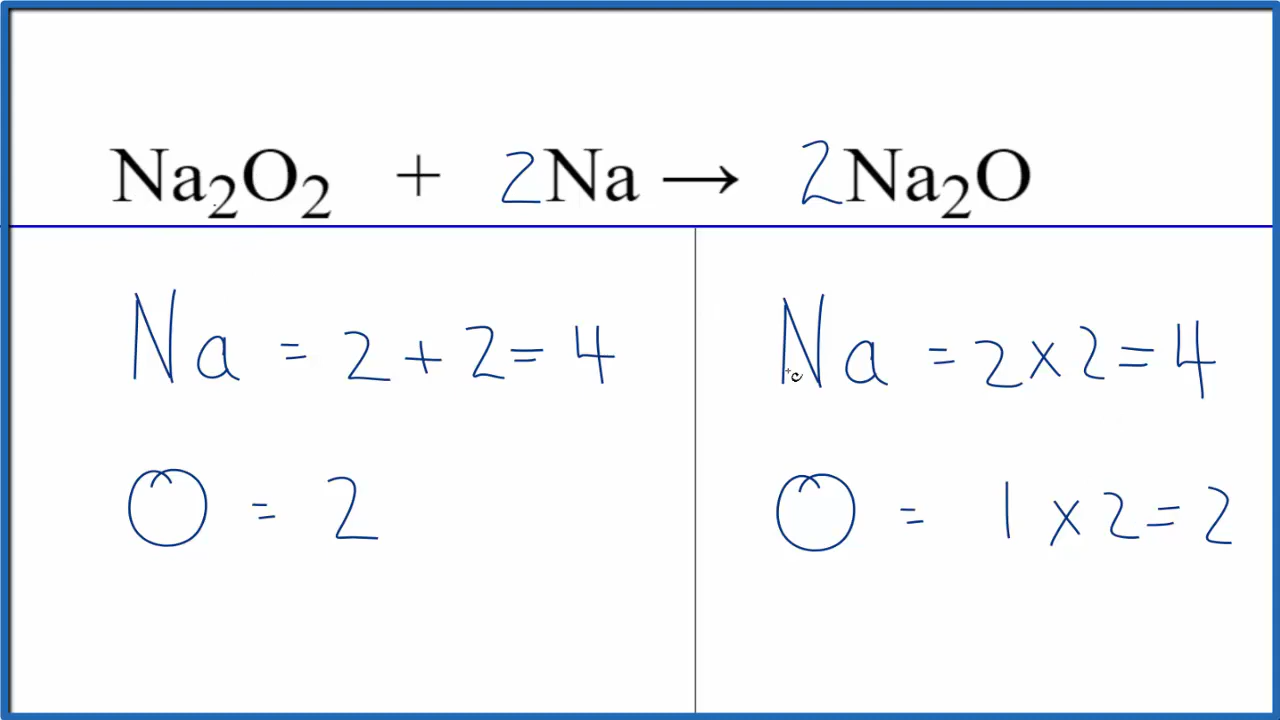 Na₂O₂ + 2Na → 2Na₂O
Na = 2 + 2 = 4
Na = 2 x 2 = 4
O = 2
O = 1 x 2 = 2